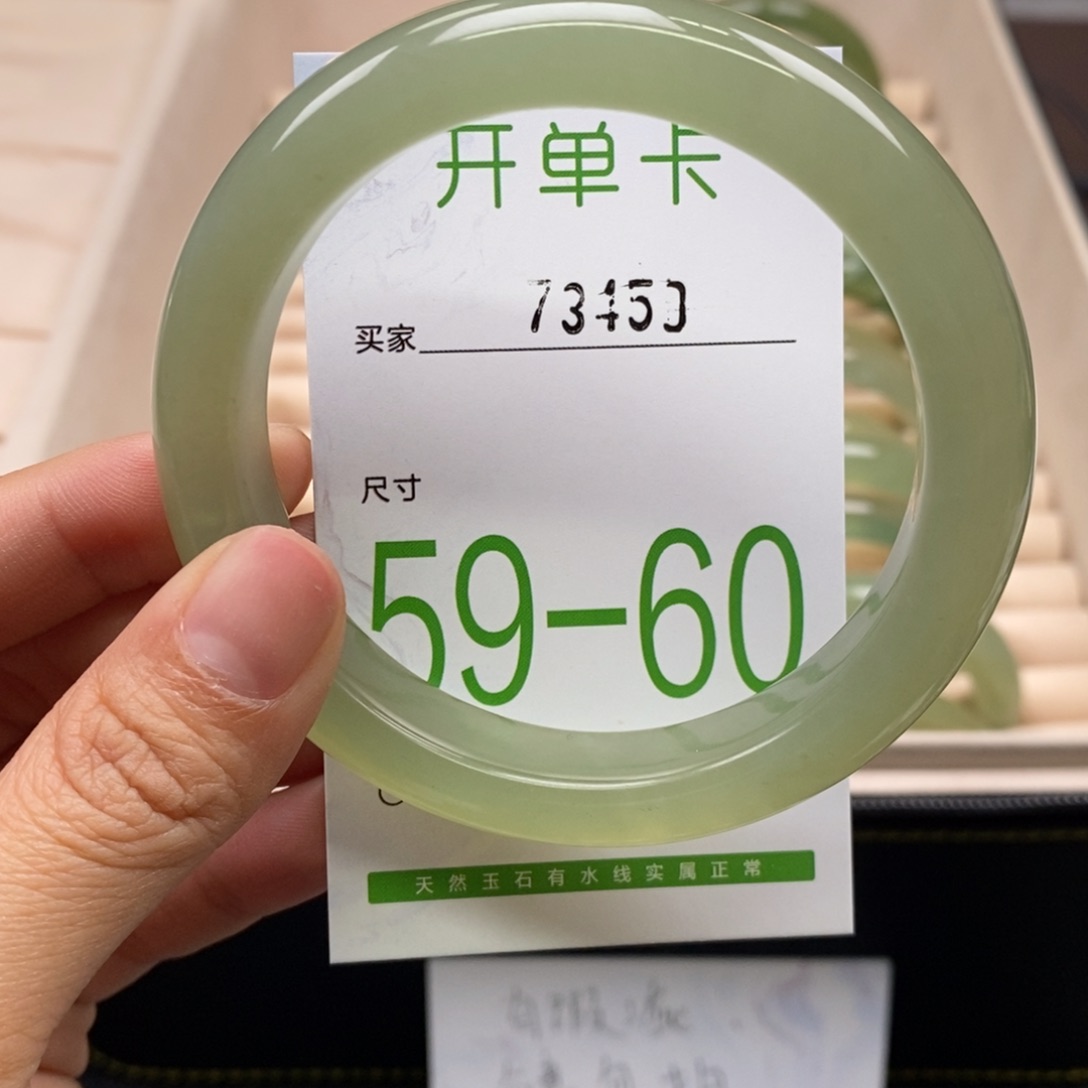 开单卡
买家 73450
尺寸
59-60
天然玉石有水线实属正常